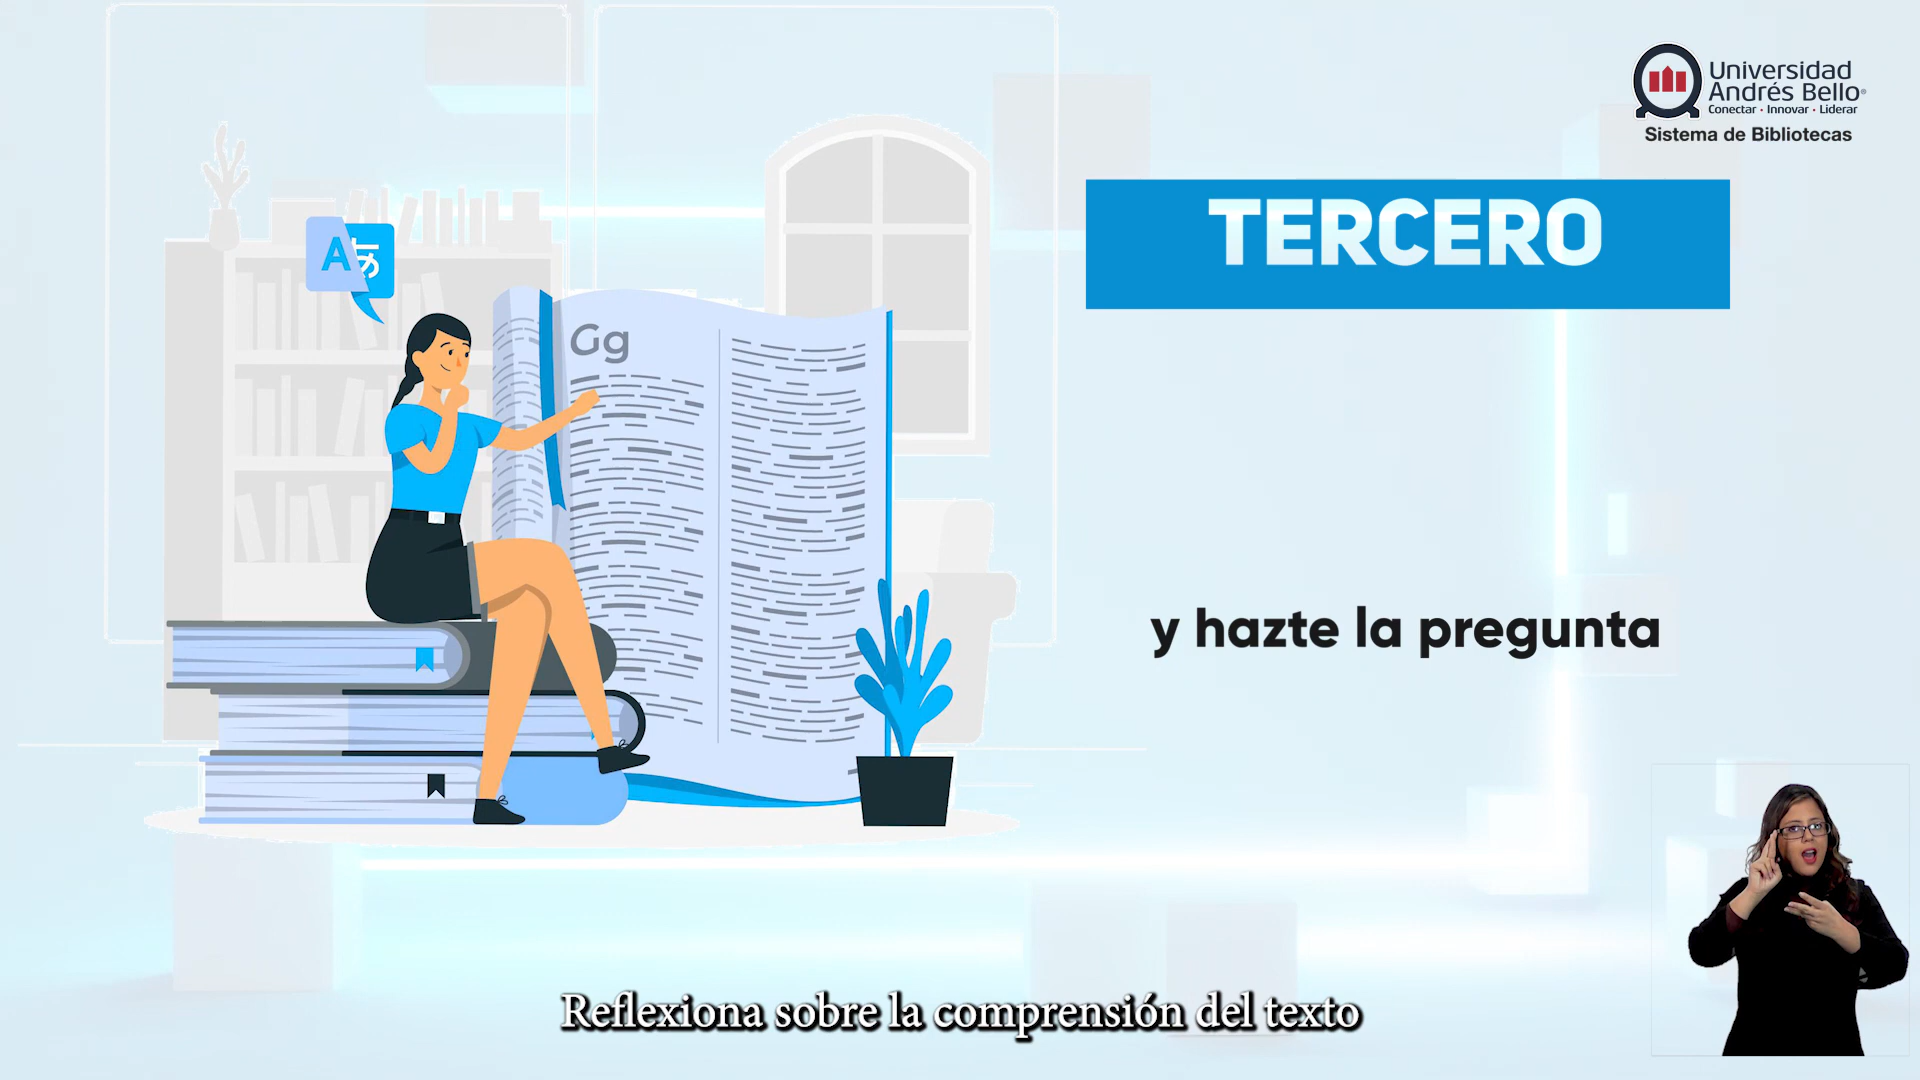 Universidad
Andrés Bello®
Conectar · Innovar · Liderar
Sistema de Bibliotecas
TERCERO
A あ
Gg
y hazte la pregunta
Reflexiona sobre la comprensión del texto